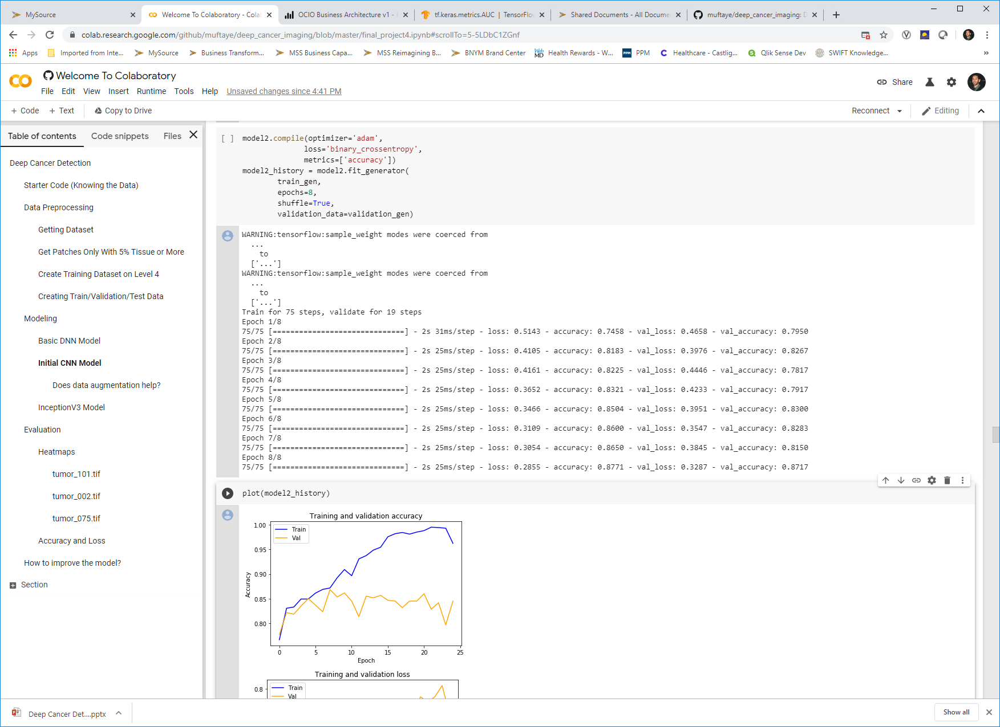 MySource
Welcome To Colaboratory - Cola
OCIO Business Architecture v1 -
tf.keras.metrics.AUC | TensorFlow
Shared Documents - All Docume
muftaye/deep_cancer_imaging: D
colab.research.google.com/github/muftaye/deep_cancer_imaging/blob/master/final_project4.ipynb#scrollTo=5-5LDbC1ZGnf
Apps
Imported from Inte...
MySource
Business Transform...
MSS Business Capa...
MSS Reimagining B...
BNYM Brand Center
Web MD
Health Rewards - W...
PPM
PPM
Healthcare - Castlig...
Qlik Sense Dev
SWIFT Knowledge...
»
CO
Welcome To Colaboratory
File Edit View Insert Runtime Tools Help Unsaved changes since 4:41 PM
Share
+ Code + Text Copy to Drive
Reconnect
Editing
Table of contents Code snippets Files
Deep Cancer Detection
Starter Code (Knowing the Data)
Data Preprocessing
Getting Dataset
Get Patches Only With 5% Tissue or More
Create Training Dataset on Level 4
Creating Train/Validation/Test Data
Modeling
Basic DNN Model
Initial CNN Model
Does data augmentation help?
InceptionV3 Model
Evaluation
Heatmaps
tumor_101.tif
tumor_002.tif
tumor_075.tif
Accuracy and Loss
How to improve the model?
Section
[ ] model2.compile(optimizer='adam',
loss='binary_crossentropy',
metrics=['accuracy'])
model2_history = model2.fit_generator(
train_gen,
epochs=8,
shuffle=True,
validation_data=validation_gen)
WARNING:tensorflow:sample_weight modes were coerced from
...
to
['...']
WARNING:tensorflow:sample_weight modes were coerced from
...
to
['...']
Train for 75 steps, validate for 19 steps
Epoch 1/8
75/75 [==============================] - 2s 31ms/step - loss: 0.5143 - accuracy: 0.7458 - val_loss: 0.4658 - val_accuracy: 0.7950
Epoch 2/8
75/75 [==============================] - 2s 25ms/step - loss: 0.4105 - accuracy: 0.8183 - val_loss: 0.3976 - val_accuracy: 0.8267
Epoch 3/8
75/75 [==============================] - 2s 25ms/step - loss: 0.4161 - accuracy: 0.8225 - val_loss: 0.4446 - val_accuracy: 0.7817
Epoch 4/8
75/75 [==============================] - 2s 25ms/step - loss: 0.3652 - accuracy: 0.8321 - val_loss: 0.4233 - val_accuracy: 0.7917
Epoch 5/8
75/75 [==============================] - 2s 25ms/step - loss: 0.3466 - accuracy: 0.8504 - val_loss: 0.3951 - val_accuracy: 0.8300
Epoch 6/8
75/75 [==============================] - 2s 25ms/step - loss: 0.3109 - accuracy: 0.8600 - val_loss: 0.3547 - val_accuracy: 0.8283
Epoch 7/8
75/75 [==============================] - 2s 25ms/step - loss: 0.3054 - accuracy: 0.8650 - val_loss: 0.3845 - val_accuracy: 0.8150
Epoch 8/8
75/75 [==============================] - 2s 25ms/step - loss: 0.2855 - accuracy: 0.8771 - val_loss: 0.3287 - val_accuracy: 0.8717
plot(model2_history)
Training and validation accuracy
Train
Val
1.00
0.95
0.90
0.85
0.80
Accuracy
0 5 10 15 20 25
Epoch
Training and validation loss
Train
Val
0.8
Deep Cancer Det....pptx
Show all